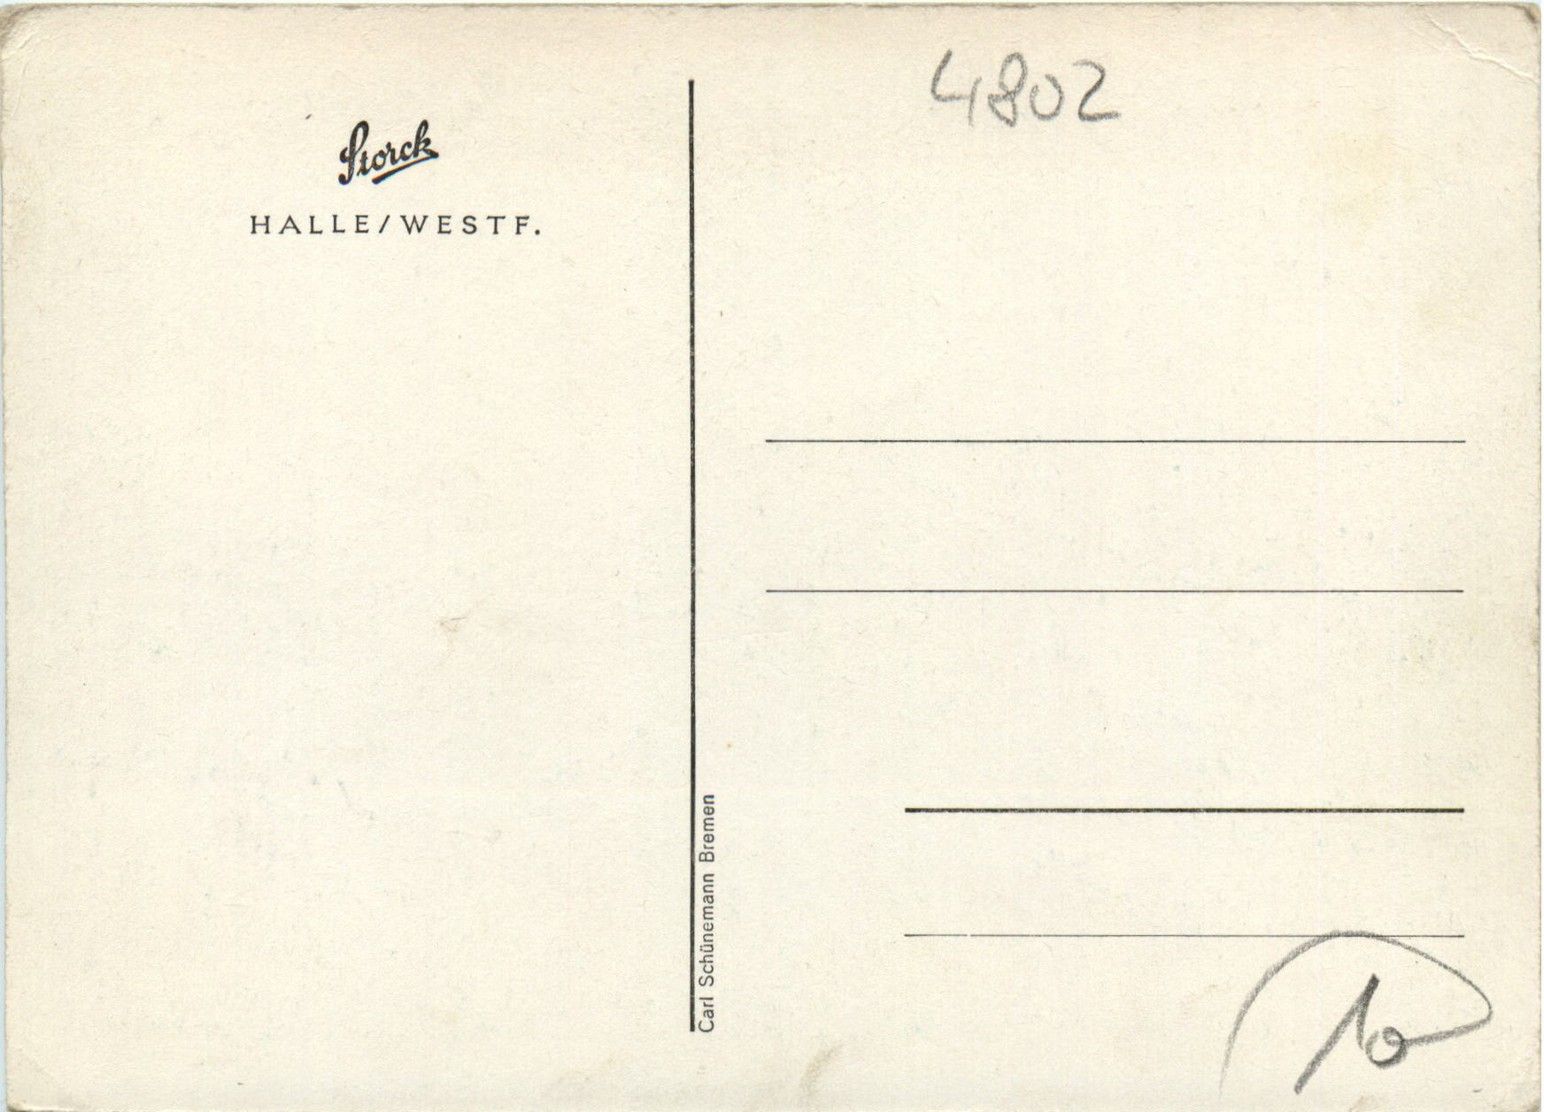 Storck
HALLE/WESTF.
4802
Carl Schünemann Bremen
10